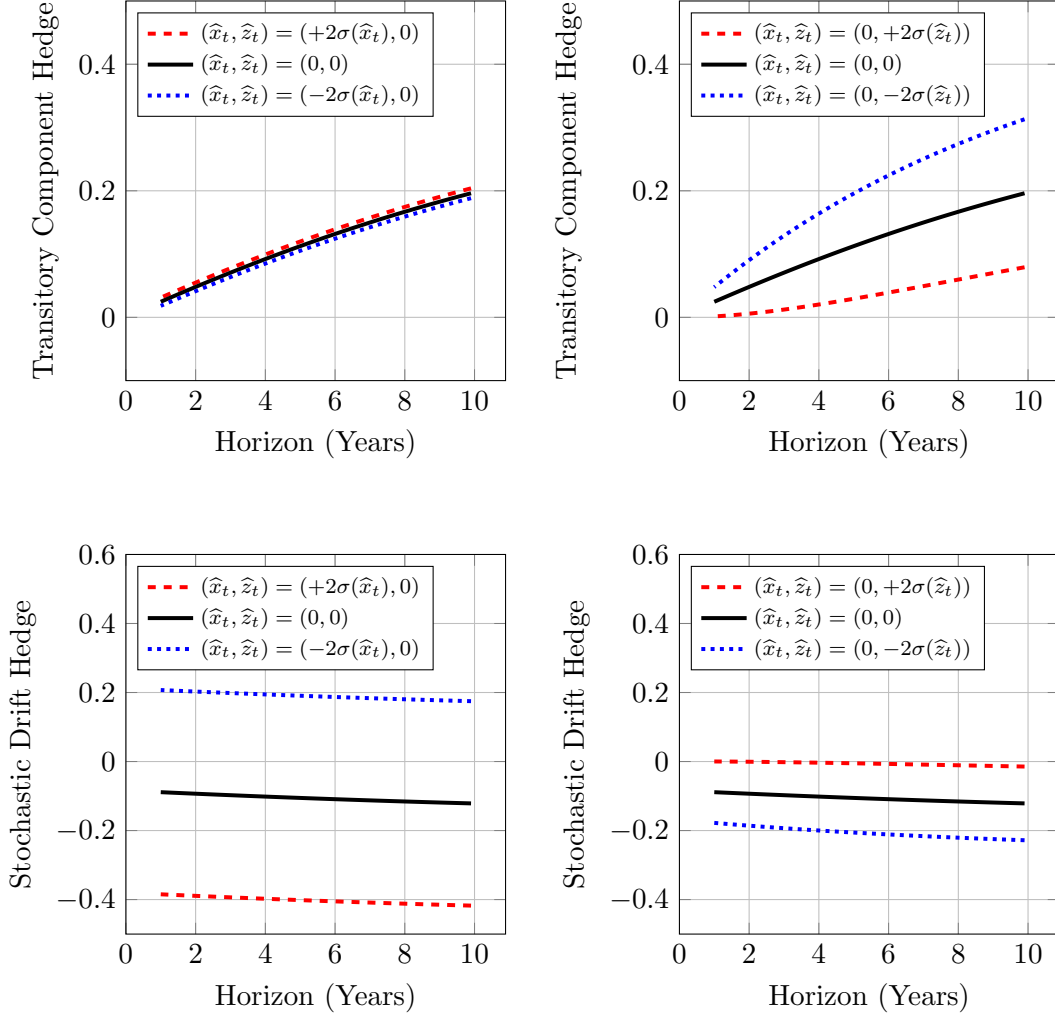 Transitory Component Hedge
0.4
0.2
0
(x̂_t, ẑ_t) = (+2σ(x̂_t), 0)
(x̂_t, ẑ_t) = (0, 0)
(x̂_t, ẑ_t) = (−2σ(x̂_t), 0)
0 2 4 6 8 10
Horizon (Years)
Transitory Component Hedge
0.4
0.2
0
(x̂_t, ẑ_t) = (0, +2σ(ẑ_t))
(x̂_t, ẑ_t) = (0, 0)
(x̂_t, ẑ_t) = (0, −2σ(ẑ_t))
0 2 4 6 8 10
Horizon (Years)
Stochastic Drift Hedge
0.6
0.4
0.2
0
−0.2
−0.4
(x̂_t, ẑ_t) = (+2σ(x̂_t), 0)
(x̂_t, ẑ_t) = (0, 0)
(x̂_t, ẑ_t) = (−2σ(x̂_t), 0)
0 2 4 6 8 10
Horizon (Years)
Stochastic Drift Hedge
0.6
0.4
0.2
0
−0.2
−0.4
(x̂_t, ẑ_t) = (0, +2σ(ẑ_t))
(x̂_t, ẑ_t) = (0, 0)
(x̂_t, ẑ_t) = (0, −2σ(ẑ_t))
0 2 4 6 8 10
Horizon (Years)